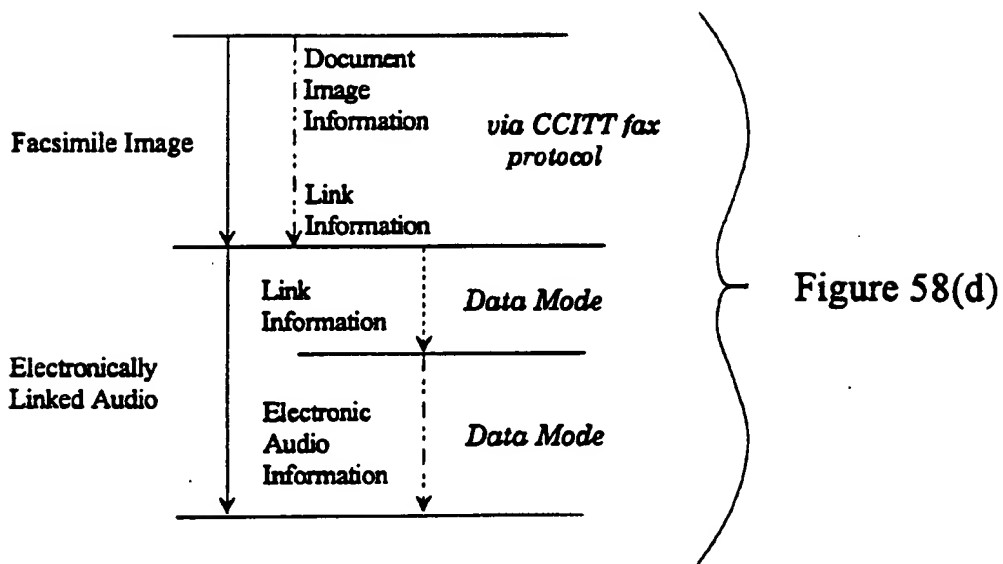 Document
Image
Information
Facsimile Image
via CCITT fax
protocol
Link
Information
Link
Information
Data Mode
Figure 58(d)
Electronically
Linked Audio
Electronic
Audio
Information
Data Mode